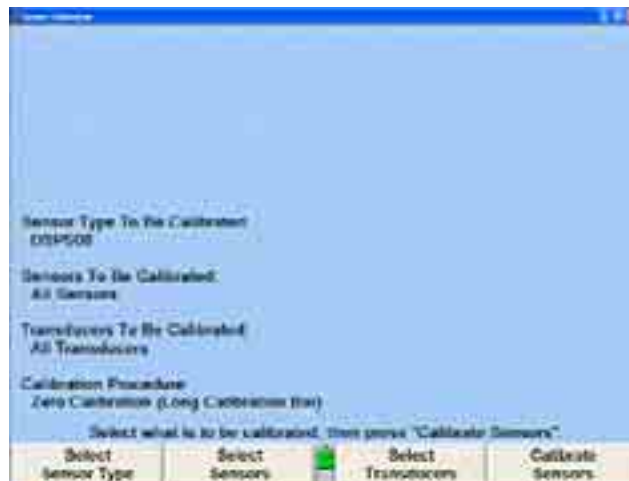 Sensor Type To Be Calibrated:
DSP508
Sensors To Be Calibrated:
All Sensors
Transducers To Be Calibrated:
All Transducers
Calibration Procedure
Zero Calibration (Long Calibration Bar)
Select what is to be calibrated, then press "Calibrate Sensors"
Select
Sensor Type
Select
Sensors
Select
Transducers
Calibrate
Sensors